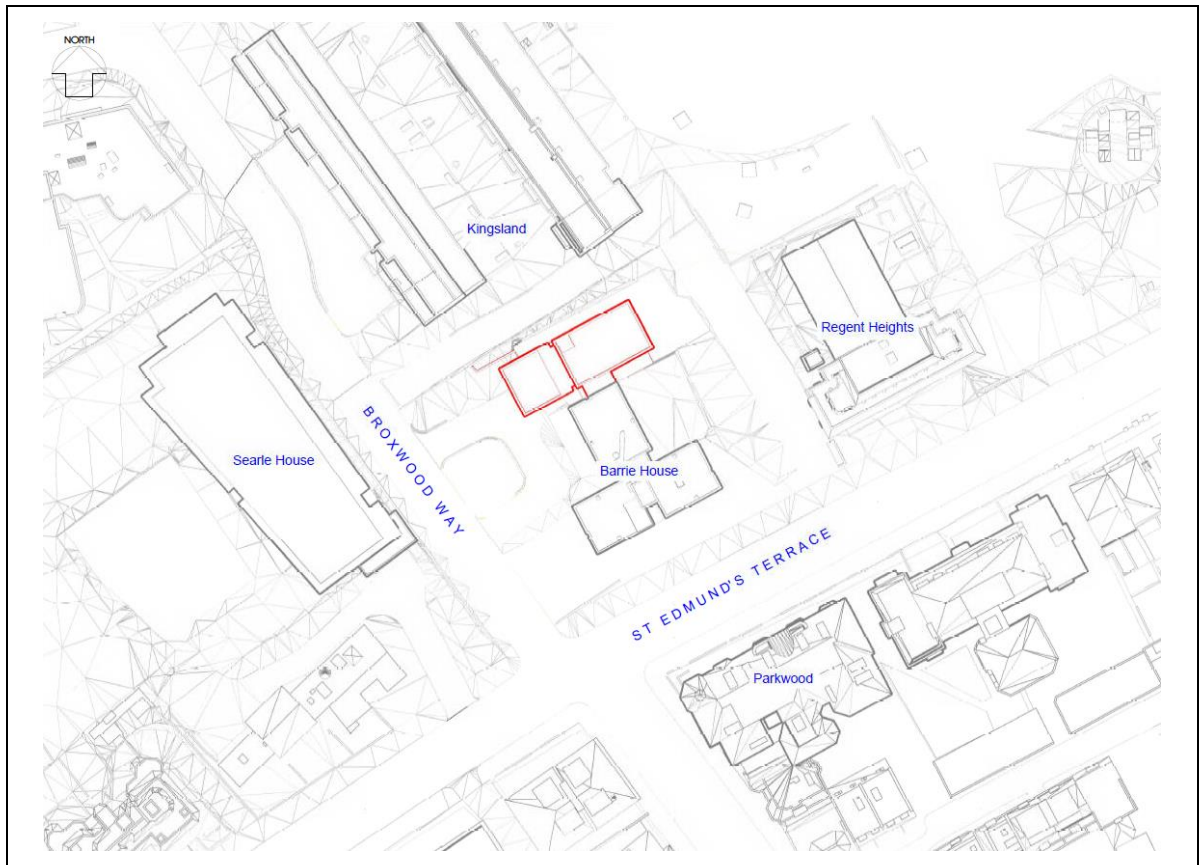 NORTH
Kingsland
Regent Heights
BROXWOOD WAY
Searle House
Barrie House
ST EDMUND'S TERRACE
Parkwood